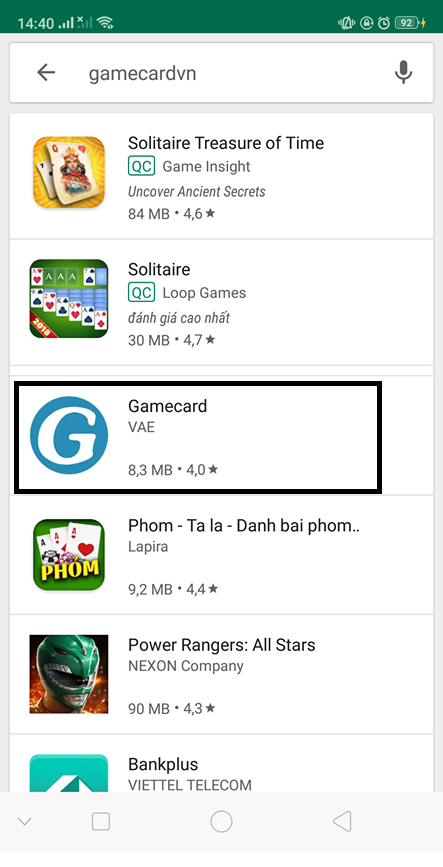 14:40
92
gamecardvn
Solitaire Treasure of Time
QC Game Insight
Uncover Ancient Secrets
84 MB • 4,6★
Solitaire
QC Loop Games
đánh giá cao nhất
30 MB • 4,7★
2018
Gamecard
VAE
8,3 MB • 4,0★
G
Phom - Ta la - Danh bai phom..
Lapira
PHOM
9,2 MB • 4,4★
Power Rangers: All Stars
NEXON Company
90 MB • 4,3★
Bankplus
VIETTEL TELECOM